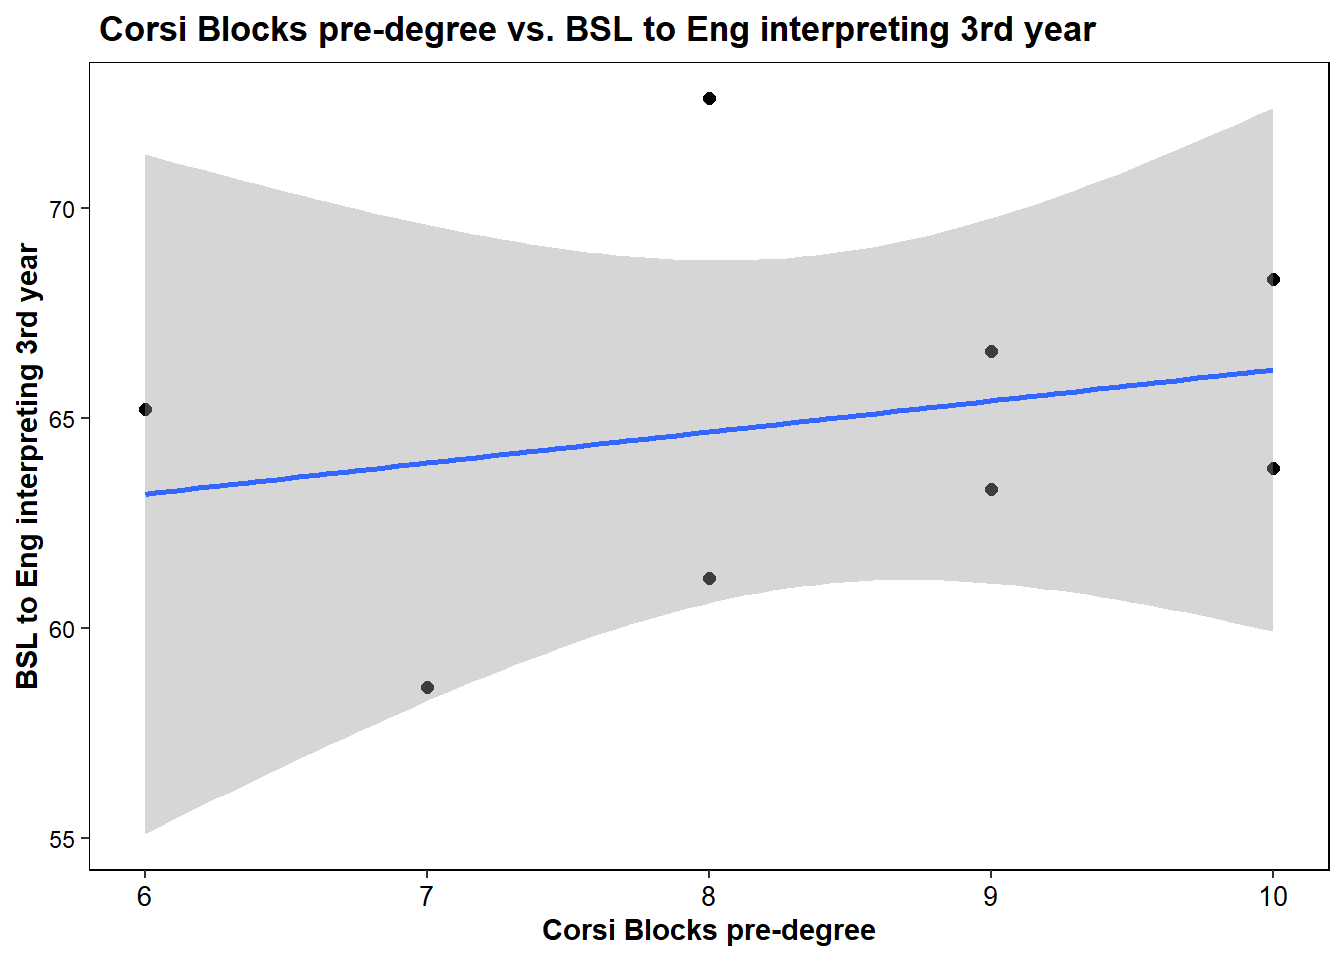 Corsi Blocks pre-degree vs. BSL to Eng interpreting 3rd year
BSL to Eng interpreting 3rd year
70
65
60
55
6 7 8 9 10
Corsi Blocks pre-degree